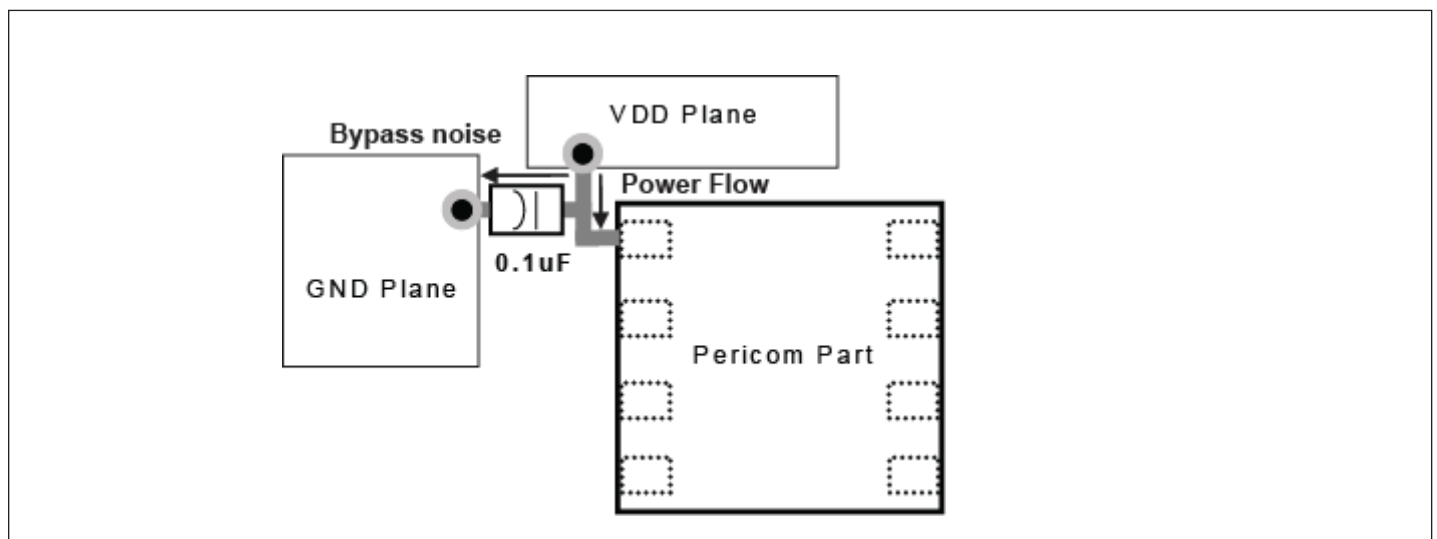 VDD Plane
Bypass noise
Power Flow
0.1uF
GND Plane
Pericom Part